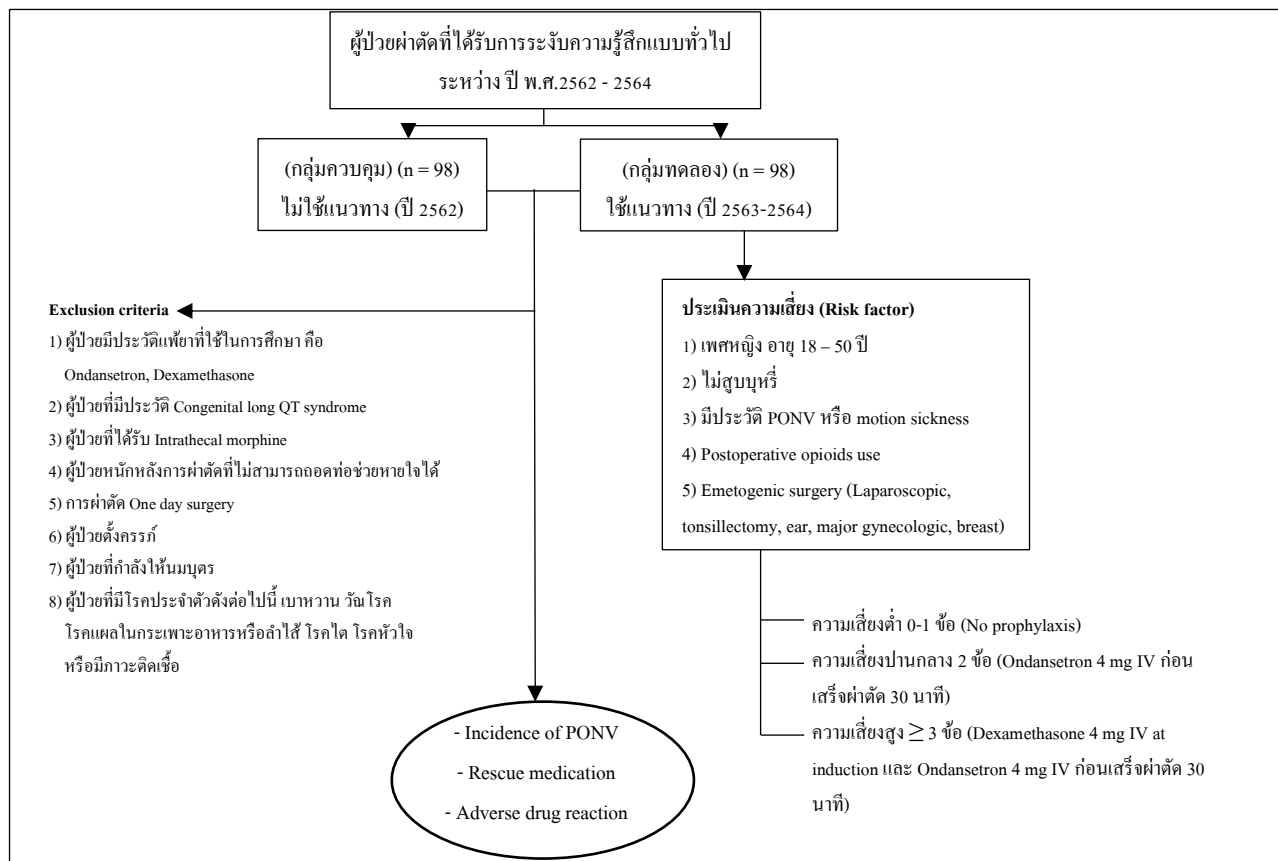 ผู้ป่วยผ่าตัดที่ได้รับการระงับความรู้สึกแบบทั่วไป
ระหว่าง ปี พ.ศ.2562 - 2564
(กลุ่มควบคุม) (n = 98)
ไม่ใช้แนวทาง (ปี 2562)
(กลุ่มทดลอง) (n = 98)
ใช้แนวทาง (ปี 2563-2564)
Exclusion criteria
1) ผู้ป่วยมีประวัติแพ้ยาที่ใช้ในการศึกษา คือ
Ondansetron, Dexamethasone
2) ผู้ป่วยที่มีประวัติ Congenital long QT syndrome
3) ผู้ป่วยที่ได้รับ Intrathecal morphine
4) ผู้ป่วยหนักหลังการผ่าตัดที่ไม่สามารถถอดท่อช่วยหายใจได้
5) การผ่าตัด One day surgery
6) ผู้ป่วยตั้งครรภ์
7) ผู้ป่วยที่กำลังให้นมบุตร
8) ผู้ป่วยที่มีโรคประจำตัวดังต่อไปนี้ เบาหวาน วัณโรค
โรคแผลในกระเพาะอาหารหรือลำไส้ โรคไต โรคหัวใจ
หรือมีภาวะติดเชื้อ
ประเมินความเสี่ยง (Risk factor)
1) เพศหญิง อายุ 18 – 50 ปี
2) ไม่สูบบุหรี่
3) มีประวัติ PONV หรือ motion sickness
4) Postoperative opioids use
5) Emetogenic surgery (Laparoscopic,
tonsillectomy, ear, major gynecologic, breast)
ความเสี่ยงต่ำ 0-1 ข้อ (No prophylaxis)
ความเสี่ยงปานกลาง 2 ข้อ (Ondansetron 4 mg IV ก่อน
เสร็จผ่าตัด 30 นาที)
ความเสี่ยงสูง ≥ 3 ข้อ (Dexamethasone 4 mg IV at
induction และ Ondansetron 4 mg IV ก่อนเสร็จผ่าตัด 30
นาที)
- Incidence of PONV
- Rescue medication
- Adverse drug reaction